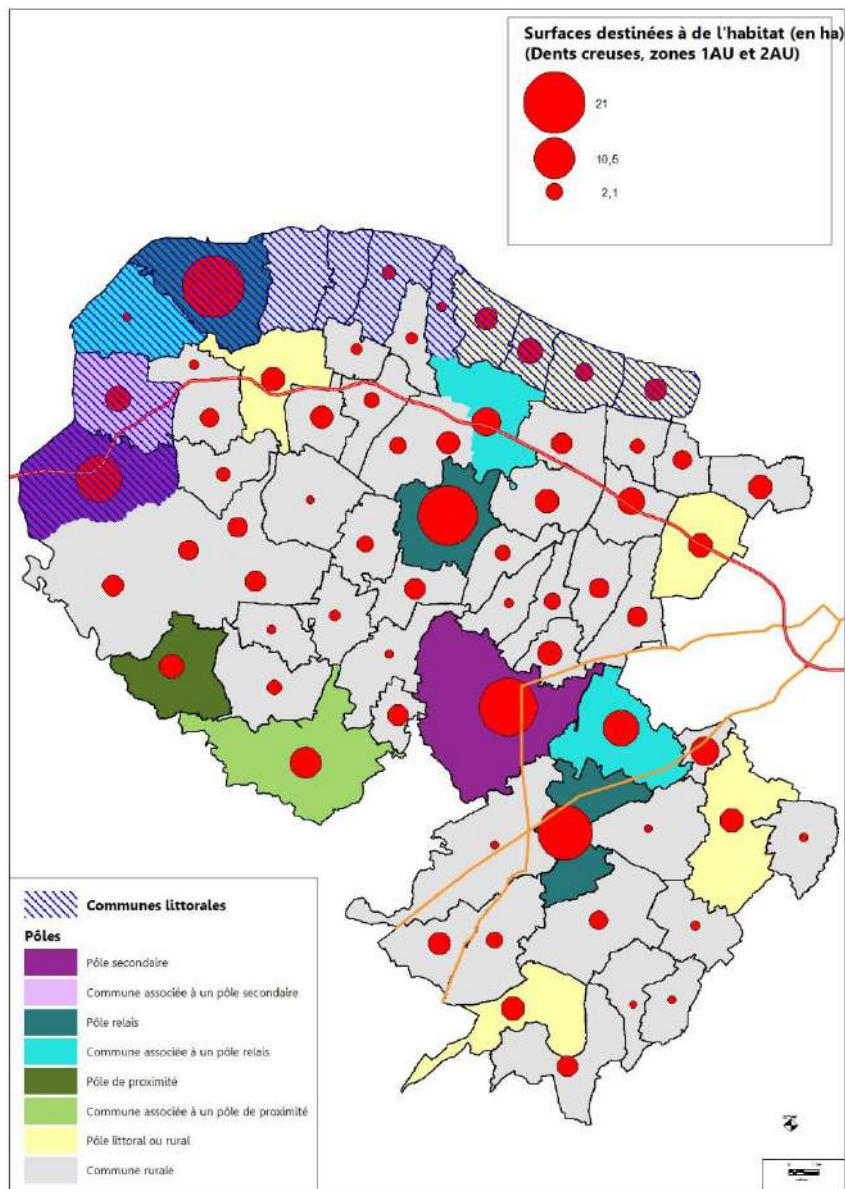 Surfaces destinées à de l'habitat (en ha)
(Dents creuses, zones 1AU et 2AU)
21
10,5
2,1
Communes littorales
Pôles
Pôle secondaire
Commune associée à un pôle secondaire
Pôle relais
Commune associée à un pôle relais
Pôle de proximité
Commune associée à un pôle de proximité
Pôle littoral ou rural
Commune rurale